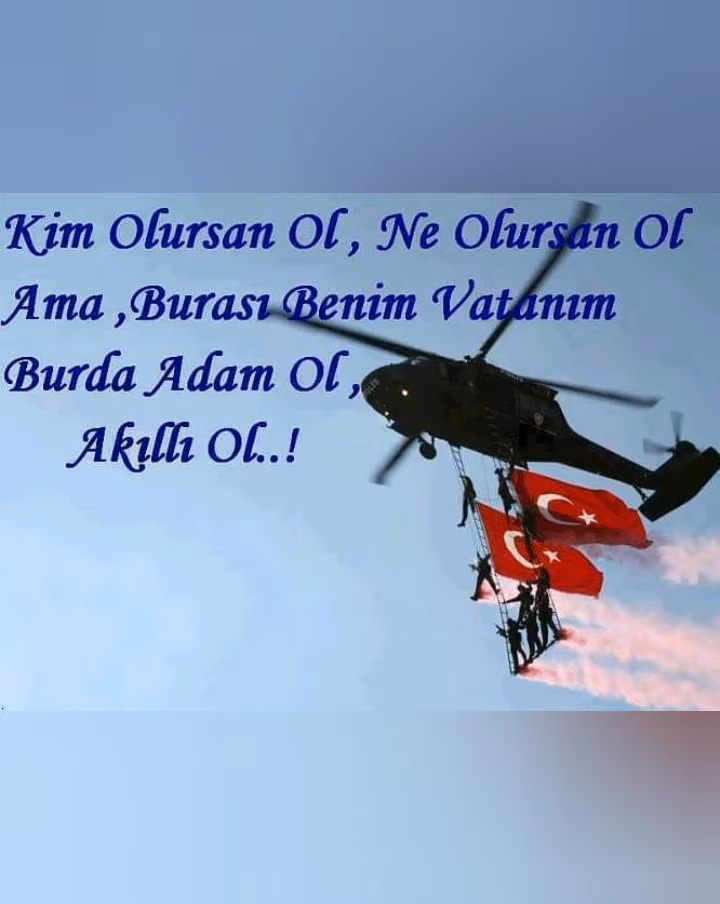 Kim Olursan Ol , Ne Olursan Ol
Ama ,Burası Benim Vatanım
Burda Adam Ol ,
Akıllı Ol..!